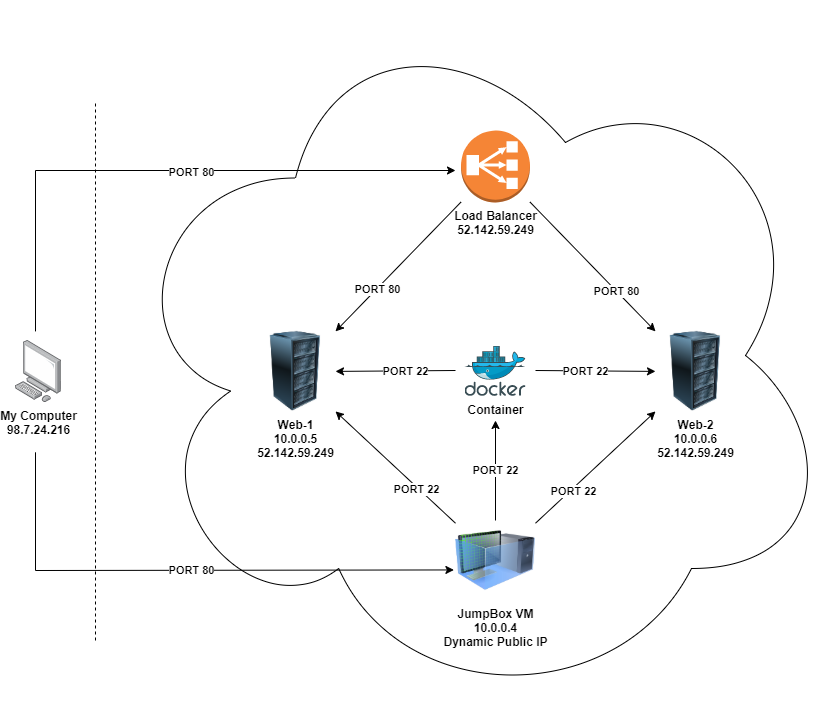 PORT 80
Load Balancer
52.142.59.249
PORT 80
PORT 80
My Computer
98.7.24.216
PORT 22
docker
PORT 22
Container
Web-1
10.0.0.5
52.142.59.249
Web-2
10.0.0.6
52.142.59.249
PORT 22
PORT 22
PORT 22
PORT 80
JumpBox VM
10.0.0.4
Dynamic Public IP